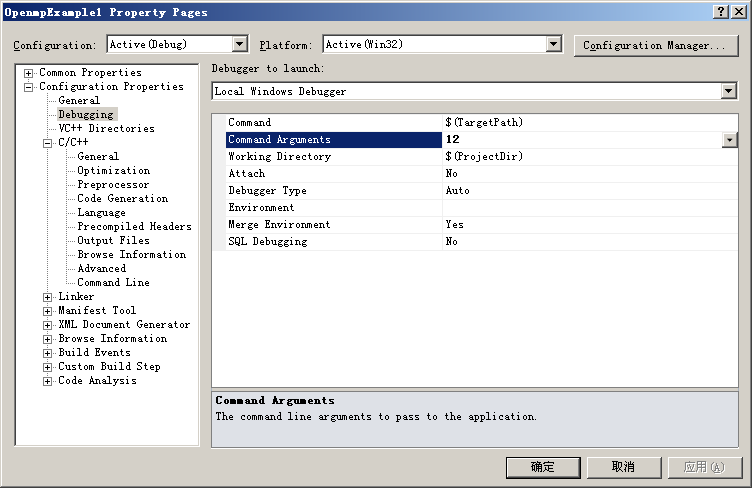 OpenmpExample1 Property Pages
Configuration: Active(Debug) Platform: Active(Win32) Configuration Manager...
Common Properties
Configuration Properties
General
Debugging
VC++ Directories
C/C++
General
Optimization
Preprocessor
Code Generation
Language
Precompiled Headers
Output Files
Browse Information
Advanced
Command Line
Linker
Manifest Tool
XML Document Generator
Browse Information
Build Events
Custom Build Step
Code Analysis
Debugger to launch:
Local Windows Debugger
Command $(TargetPath)
Command Arguments 12
Working Directory $(ProjectDir)
Attach No
Debugger Type Auto
Environment
Merge Environment Yes
SQL Debugging No
Command Arguments
The command line arguments to pass to the application.
确定 取消 应用(A)